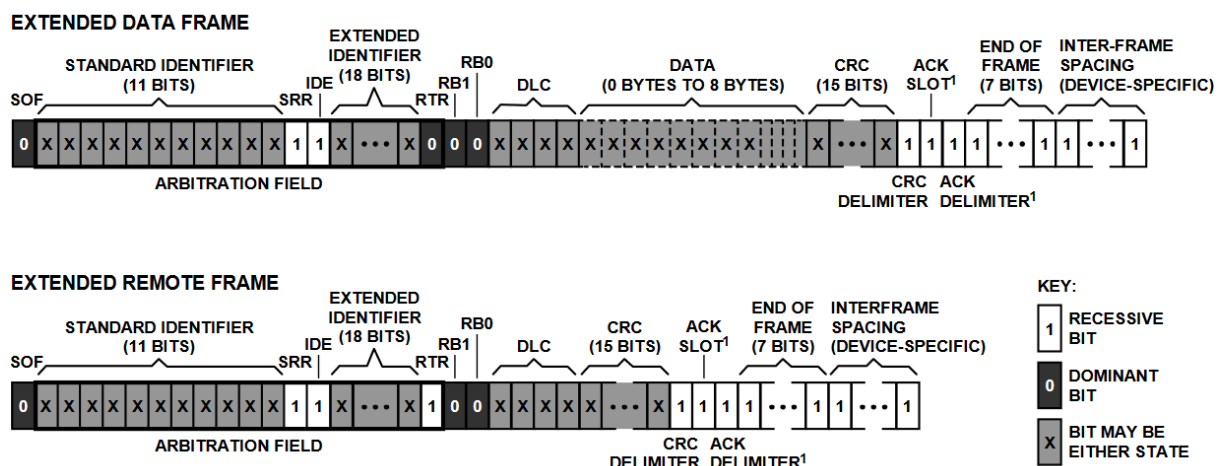 EXTENDED DATA FRAME
STANDARD IDENTIFIER
(11 BITS)
EXTENDED
IDENTIFIER
(18 BITS)
RB0
RB1
IDE
SOF
SRR
RTR
DLC
DATA
(0 BYTES TO 8 BYTES)
CRC
(15 BITS)
ACK
SLOT1
END OF
FRAME
(7 BITS)
INTER-FRAME
SPACING
(DEVICE-SPECIFIC)
0 X X X X X X X X X X X 1 1 X ••• X 0 0 0 X X X X X X X X X X X X X ••• X 1 1 1 1 ••• 1 1 ••• 1
ARBITRATION FIELD
CRC
DELIMITER
ACK
DELIMITER1
EXTENDED REMOTE FRAME
STANDARD IDENTIFIER
(11 BITS)
EXTENDED
IDENTIFIER
(18 BITS)
RB0
RB1
IDE
SOF
SRR
RTR
DLC
CRC
(15 BITS)
ACK
SLOT1
END OF
FRAME
(7 BITS)
INTERFRAME
SPACING
(DEVICE-SPECIFIC)
0 X X X X X X X X X X X 1 1 X ••• X 1 0 0 X X X X X ••• X 1 1 1 1 ••• 1 1 ••• 1
ARBITRATION FIELD
CRC
DELIMITER
ACK
DELIMITER1
KEY:
1 RECESSIVE
BIT
0 DOMINANT
BIT
X BIT MAY BE
EITHER STATE